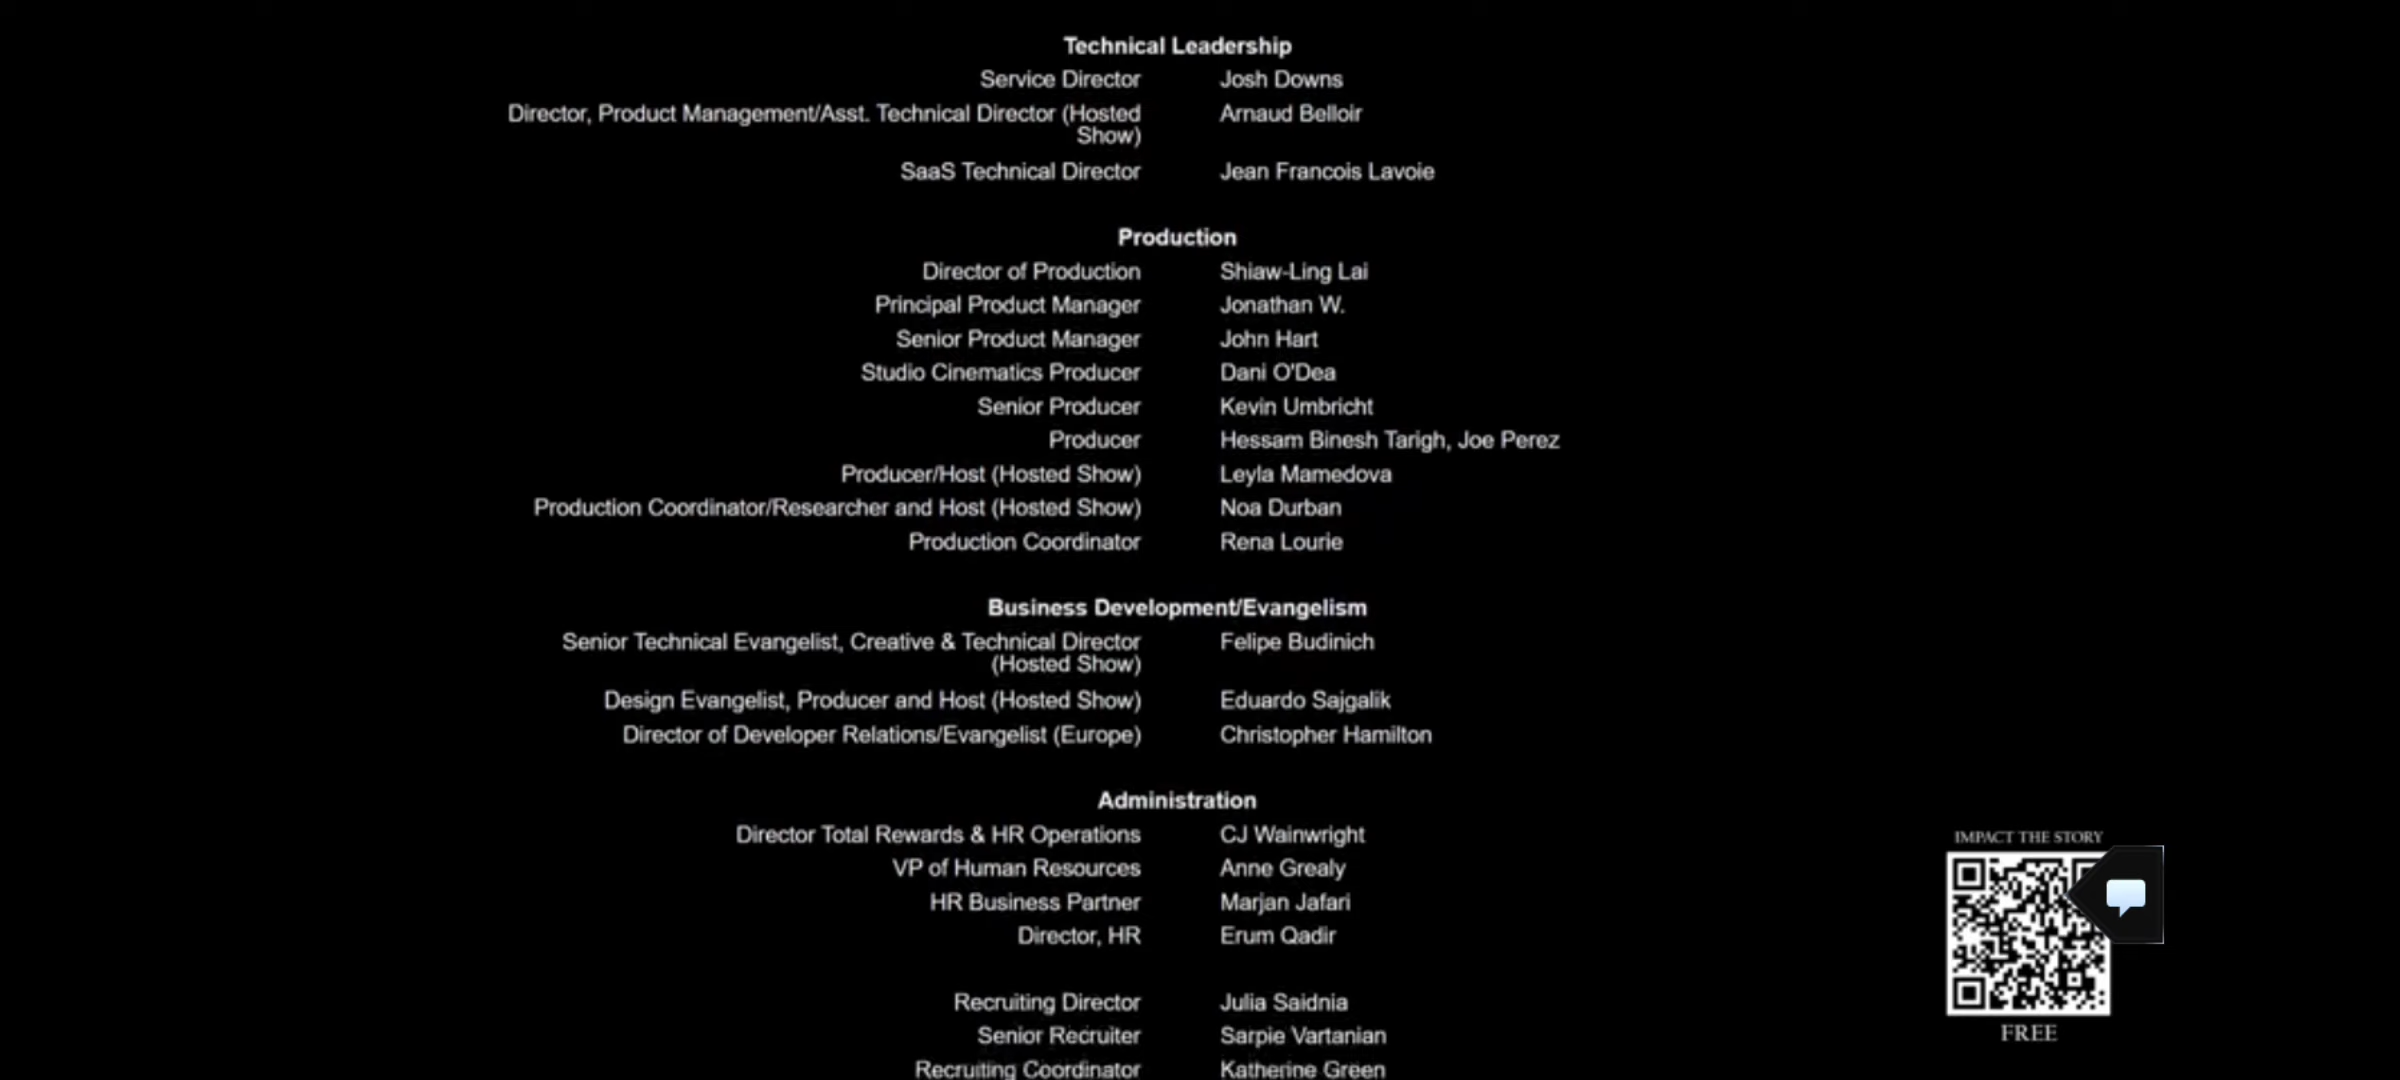 Technical Leadership
Service Director Josh Downs
Director, Product Management/Asst. Technical Director (Hosted Arnaud Belloir
Show)
SaaS Technical Director Jean Francois Lavoie
Production
Director of Production Shiaw-Ling Lai
Principal Product Manager Jonathan W.
Senior Product Manager John Hart
Studio Cinematics Producer Dani O'Dea
Senior Producer Kevin Umbricht
Producer Hessam Binesh Tarigh, Joe Perez
Producer/Host (Hosted Show) Leyla Mamedova
Production Coordinator/Researcher and Host (Hosted Show) Noa Durban
Production Coordinator Rena Lourie
Business Development/Evangelism
Senior Technical Evangelist, Creative & Technical Director Felipe Budinich
(Hosted Show)
Design Evangelist, Producer and Host (Hosted Show) Eduardo Sajgalik
Director of Developer Relations/Evangelist (Europe) Christopher Hamilton
Administration
Director Total Rewards & HR Operations CJ Wainwright
VP of Human Resources Anne Grealy
HR Business Partner Marjan Jafari
Director, HR Erum Qadir
Recruiting Director Julia Saidnia
Senior Recruiter Sarpie Vartanian
Recruiting Coordinator Katherine Green
IMPACT THE STORY
FREE